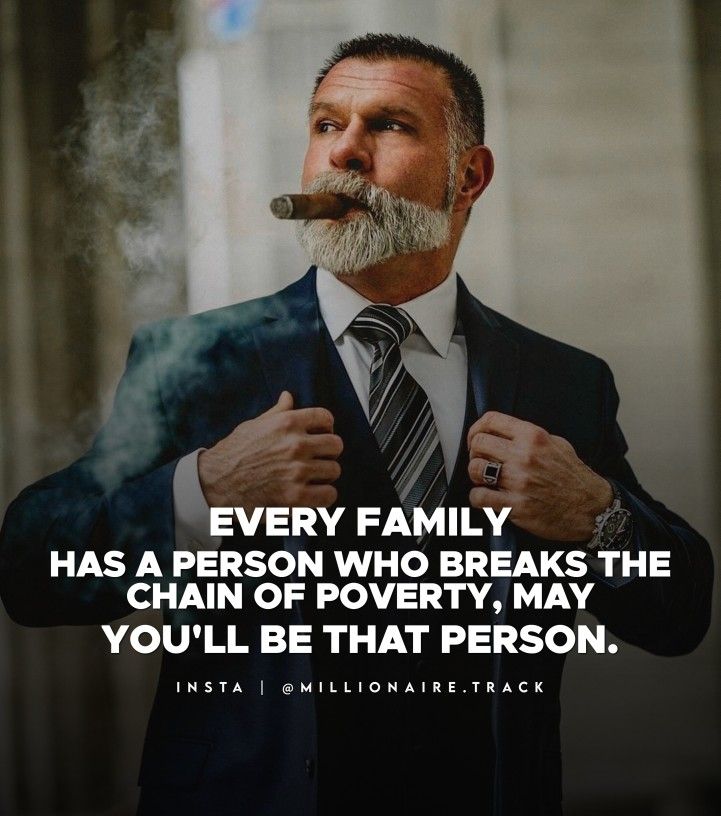 EVERY FAMILY
HAS A PERSON WHO BREAKS THE
CHAIN OF POVERTY, MAY
YOU'LL BE THAT PERSON.
INSTA | @MILLIONAIRE.TRACK